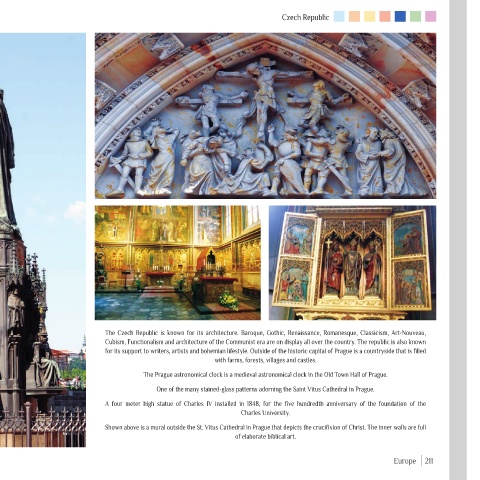 Czech Republic
The Czech Republic is known for its architecture. Baroque, Gothic, Renaissance, Romanesque, Classicism, Art-Nouveau,
Cubism, Functionalism and architecture of the Communist era are on display all over the country. The republic is also known
for its support to writers, artists and bohemian lifestyle. Outside of the historic capital of Prague is a countryside that is filled
with farms, forests, villages and castles.
The Prague astronomical clock is a medieval astronomical clock in the Old Town Hall of Prague.
One of the many stained-glass patterns adorning the Saint Vitus Cathedral in Prague.
A four meter high statue of Charles IV installed in 1848, for the five hundredth anniversary of the foundation of the
Charles University.
Shown above is a mural outside the St. Vitus Cathedral in Prague that depicts the crucifixion of Christ. The inner walls are full
of elaborate biblical art.
Europe | 211